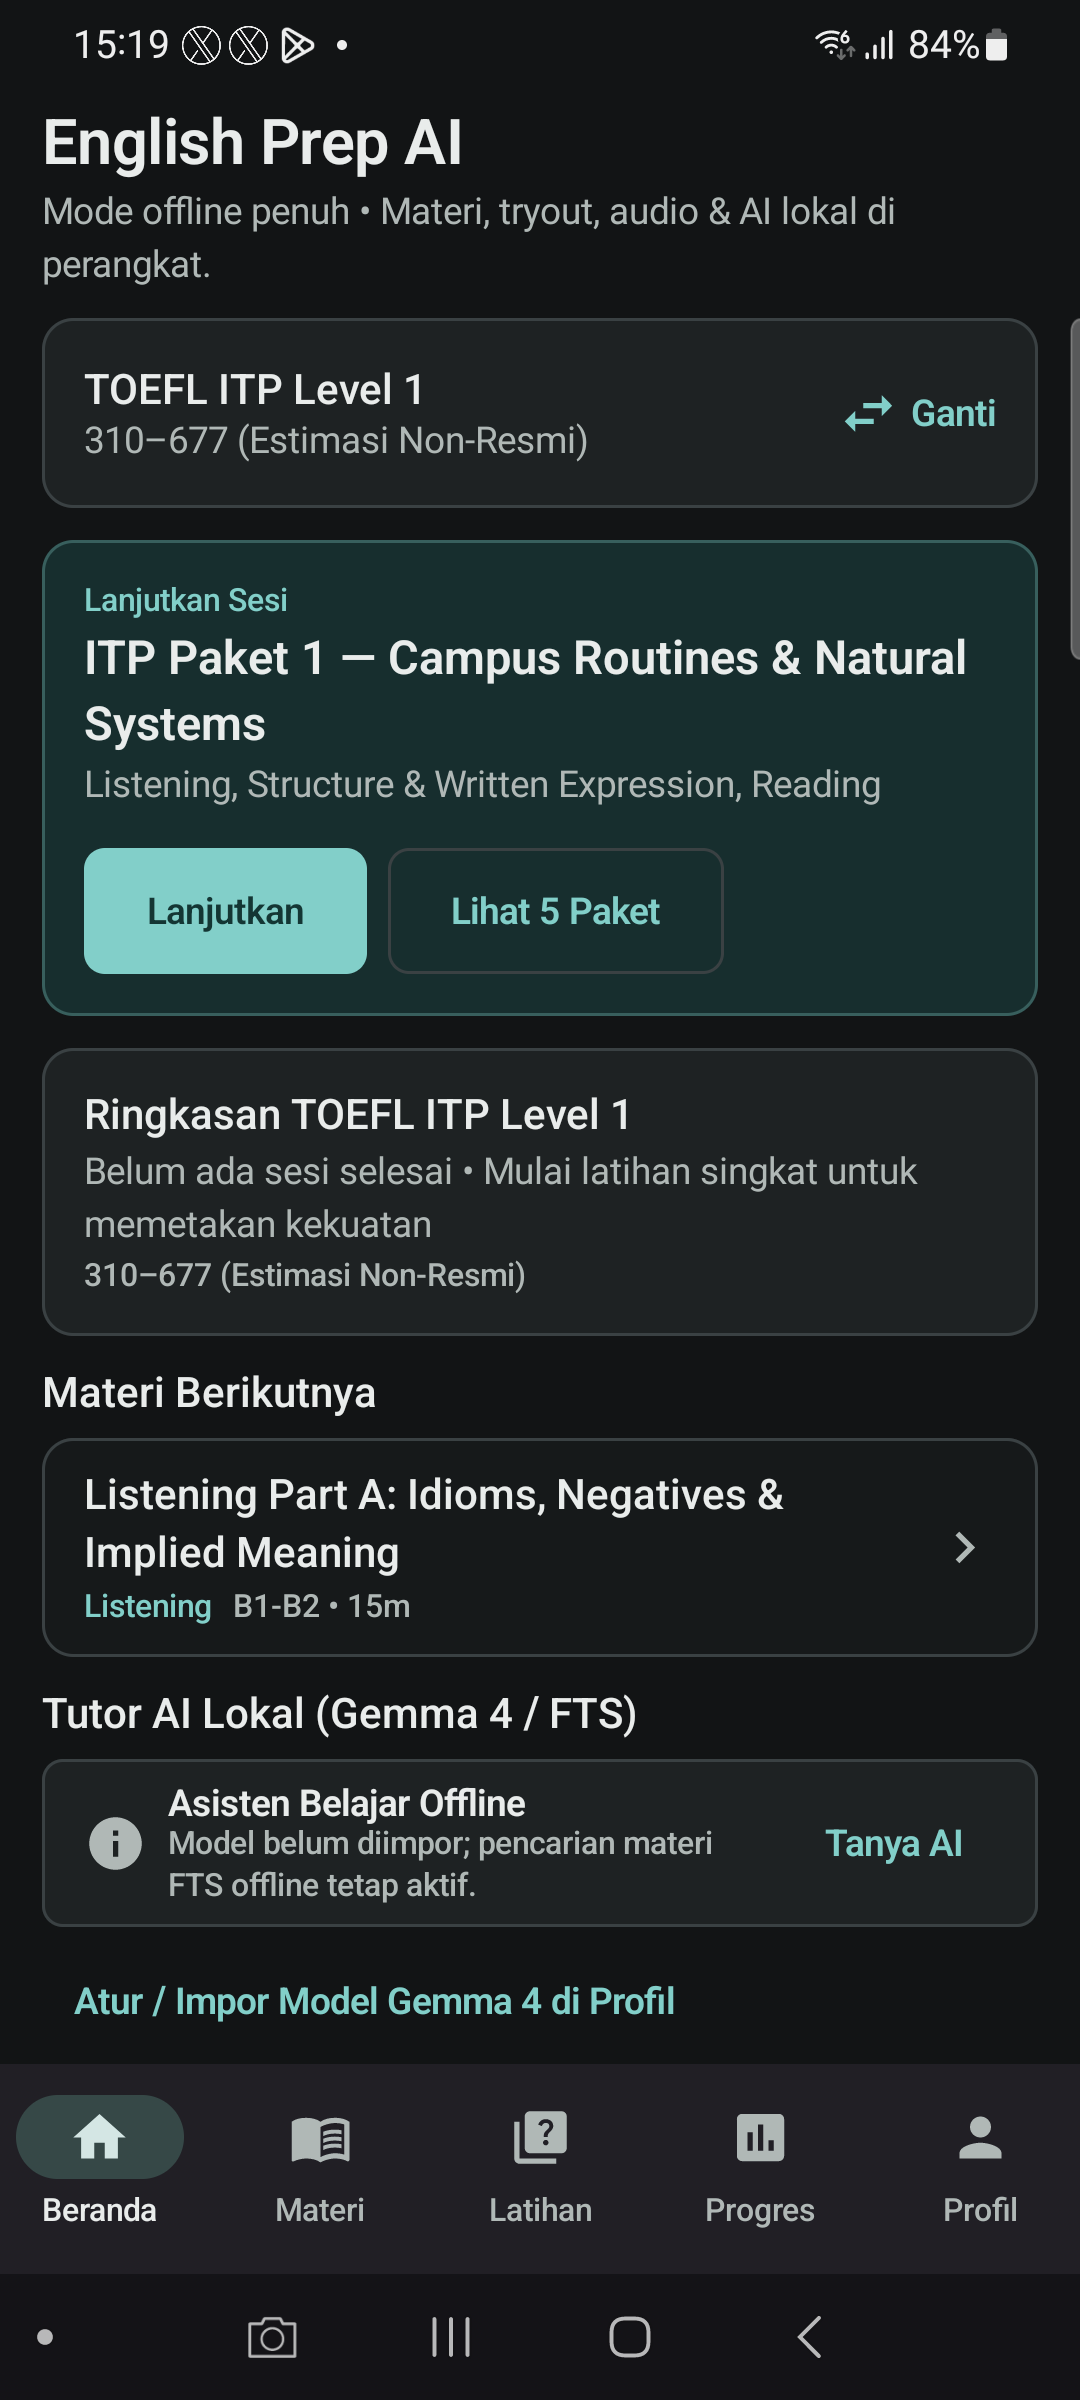 15:19
84%
English Prep AI
Mode offline penuh • Materi, tryout, audio & AI lokal di
perangkat.
TOEFL ITP Level 1
310–677 (Estimasi Non-Resmi)
Ganti
Lanjutkan Sesi
ITP Paket 1 — Campus Routines & Natural
Systems
Listening, Structure & Written Expression, Reading
Lanjutkan
Lihat 5 Paket
Ringkasan TOEFL ITP Level 1
Belum ada sesi selesai • Mulai latihan singkat untuk
memetakan kekuatan
310–677 (Estimasi Non-Resmi)
Materi Berikutnya
Listening Part A: Idioms, Negatives &
Implied Meaning
Listening B1-B2 • 15m
Tutor AI Lokal (Gemma 4 / FTS)
Asisten Belajar Offline
Model belum diimpor; pencarian materi
FTS offline tetap aktif.
Tanya AI
Atur / Impor Model Gemma 4 di Profil
Beranda
Materi
Latihan
Progres
Profil